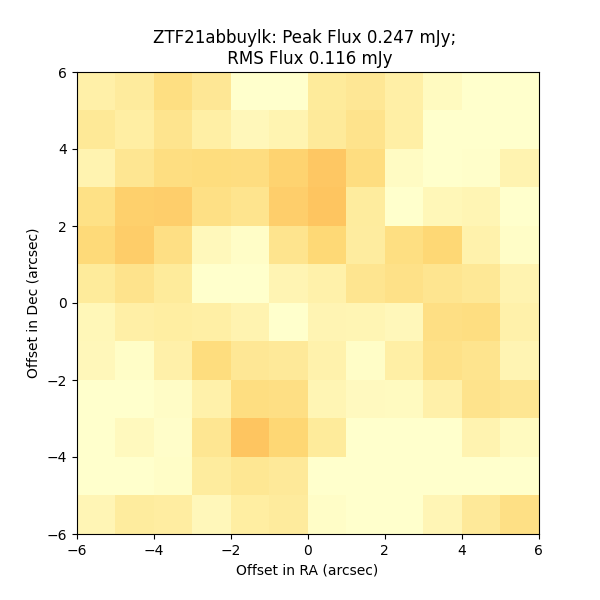 ZTF21abbuylk: Peak Flux 0.247 mJy;
RMS Flux 0.116 mJy
6
4
2
0
−2
−4
−6
Offset in Dec (arcsec)
−6 −4 −2 0 2 4 6
Offset in RA (arcsec)